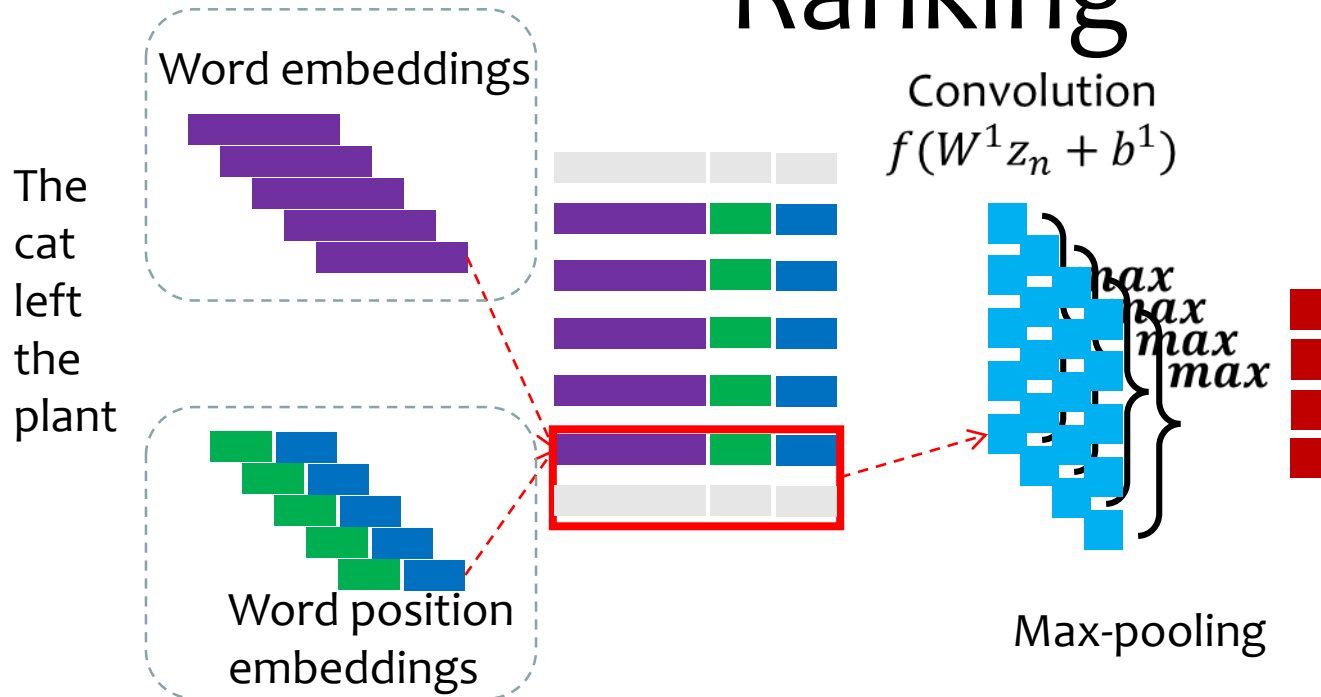 Ranking
Word embeddings
The
cat
left
the
plant
Word position
embeddings
Convolution
f(W¹z_n + b¹)
max
max
max
max
Max-pooling